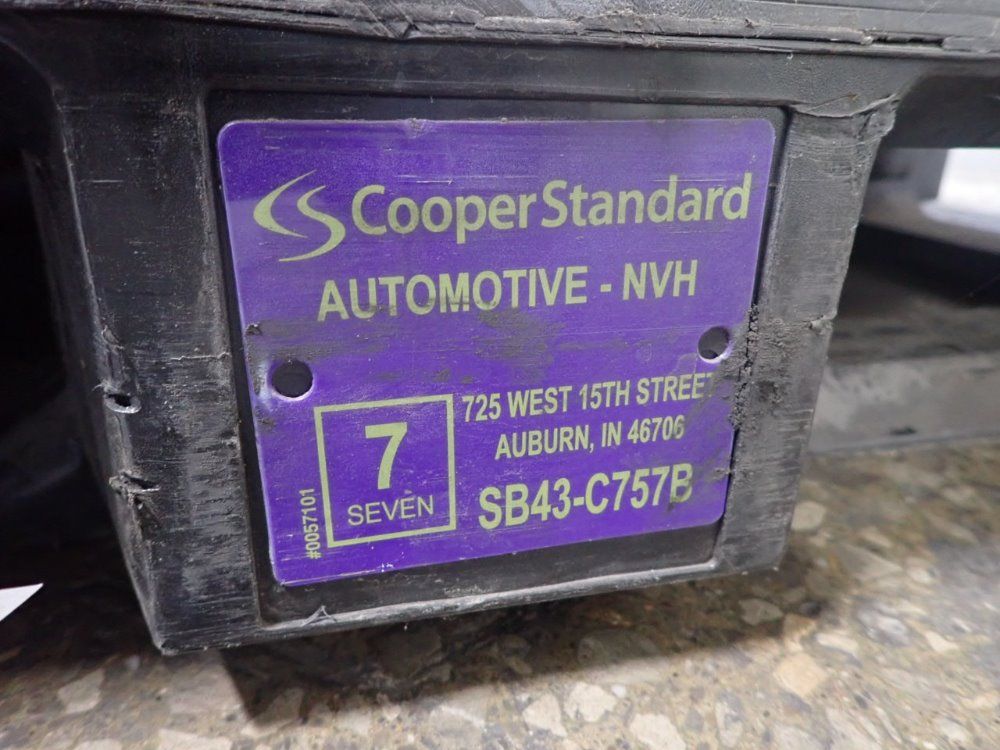 CooperStandard
AUTOMOTIVE - NVH
725 WEST 15TH STREET
AUBURN, IN 46706
SB43-C757B
7
SEVEN
#0057101